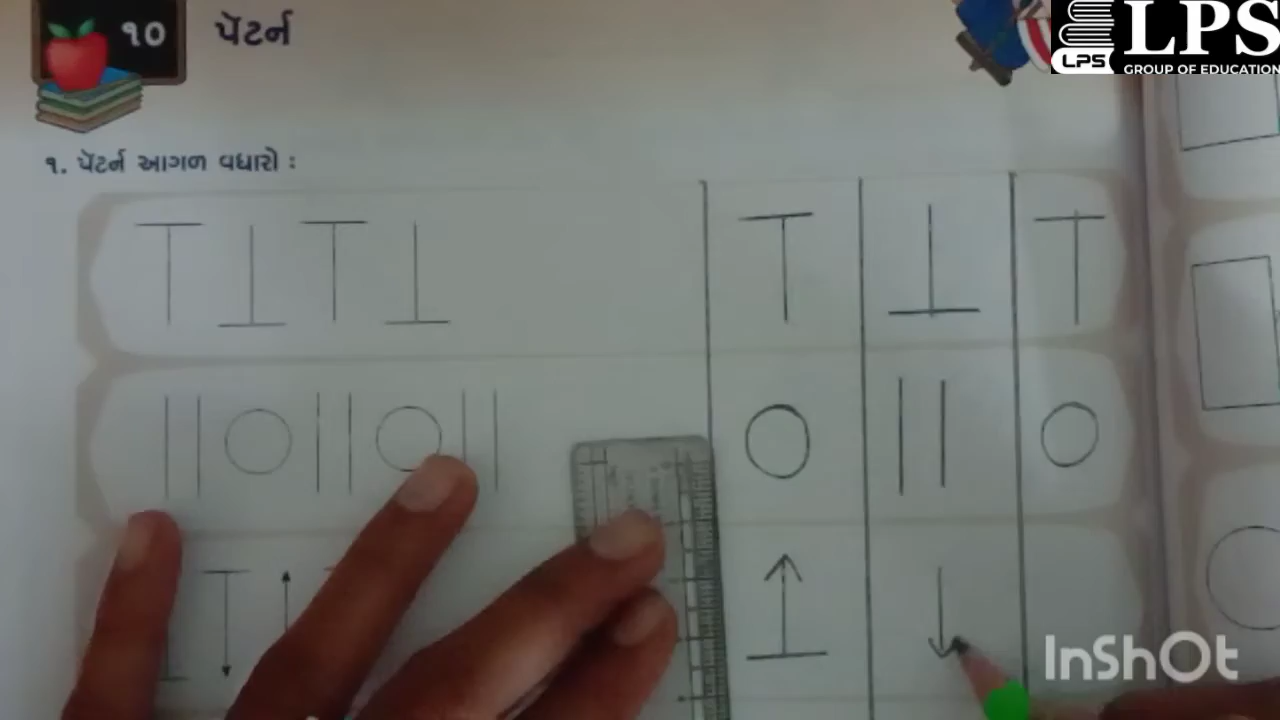 ૧૦ પૅટર્ન
LPS
LPS
GROUP OF EDUCATION
૧. પૅટર્ન આગળ વધારો :
InShOt